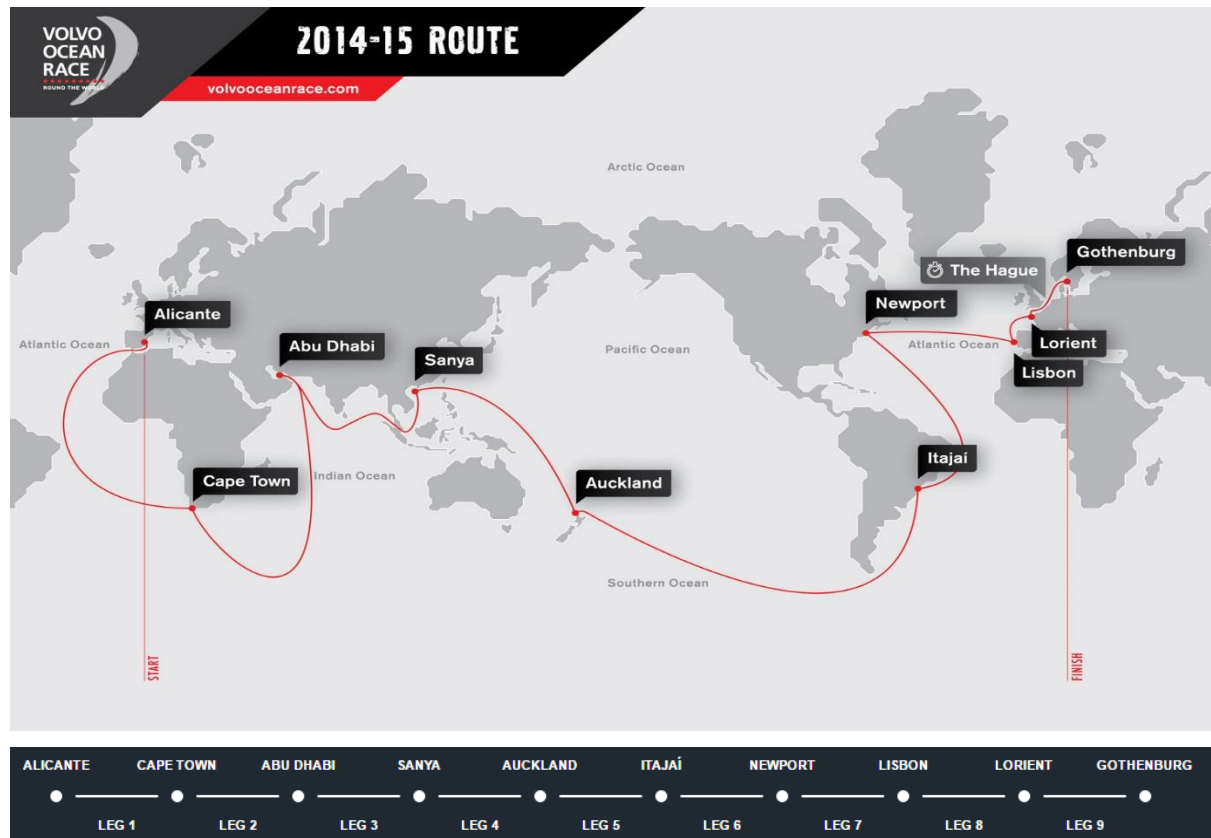 VOLVO
OCEAN
RACE
ROUND THE WORLD
2014-15 ROUTE
volvooceanrace.com
Arctic Ocean
Gothenburg
The Hague
Newport
Alicante
Atlantic Ocean
Abu Dhabi
Sanya
Pacific Ocean
Atlantic Ocean
Lorient
Lisbon
Itajaí
Cape Town
Indian Ocean
Auckland
Southern Ocean
START
FINISH
ALICANTE CAPE TOWN ABU DHABI SANYA AUCKLAND ITAJAÍ NEWPORT LISBON LORIENT GOTHENBURG
LEG 1 LEG 2 LEG 3 LEG 4 LEG 5 LEG 6 LEG 7 LEG 8 LEG 9